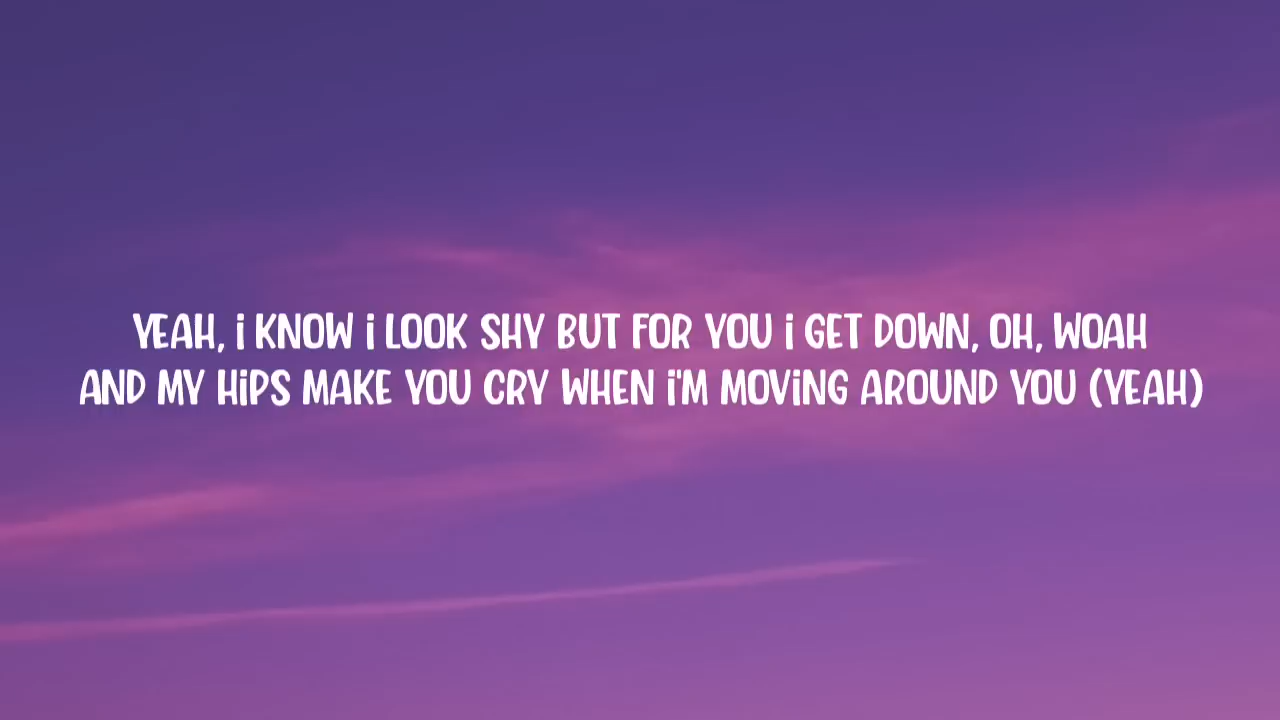 YEAH, i KNOW i LOOK SHY BUT FOR YOU i GET DOWN, OH, WOAH
AND MY HiPS MAKE YOU CRY WHEN i'M MOViNG AROUND YOU (YEAH)